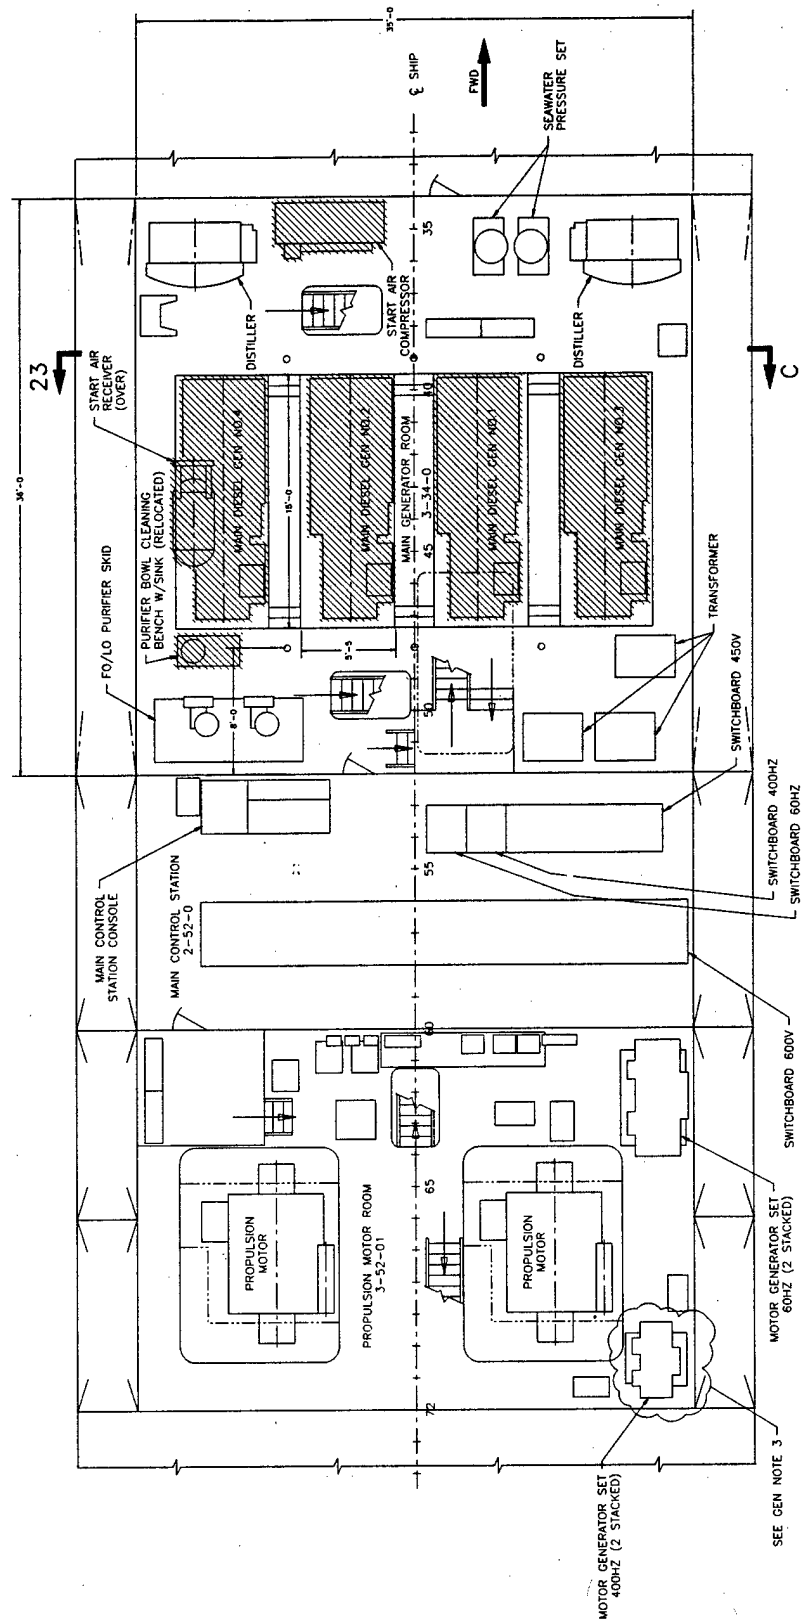 35'-0
℄ SHIP
FWD
SEAWATER
PRESSURE SET
36'-0
35
DISTILLER
START AIR
COMPRESSOR
DISTILLER
23
C
START AIR
RECEIVER
(OVER)
40
PURIFIER BOWL CLEANING
BENCH W/SINK (RELOCATED)
FO/LO PURIFIER SKID
MAIN DIESEL GEN NO.4
15'-0
MAIN DIESEL GEN NO.2
MAIN GENERATOR ROOM
3-34-0
45
MAIN DIESEL GEN NO.1
MAIN DIESEL GEN NO.3
5'-5
8'-0
50
TRANSFORMER
SWITCHBOARD 450V
SWITCHBOARD 400HZ
SWITCHBOARD 60HZ
MAIN CONTROL
STATION CONSOLE
MAIN CONTROL STATION
2-52-0
55
60
SWITCHBOARD 600V
65
PROPULSION
MOTOR
PROPULSION MOTOR ROOM
3-52-01
PROPULSION
MOTOR
MOTOR GENERATOR SET
60HZ (2 STACKED)
72
MOTOR GENERATOR SET
400HZ (2 STACKED)
SEE GEN NOTE 3